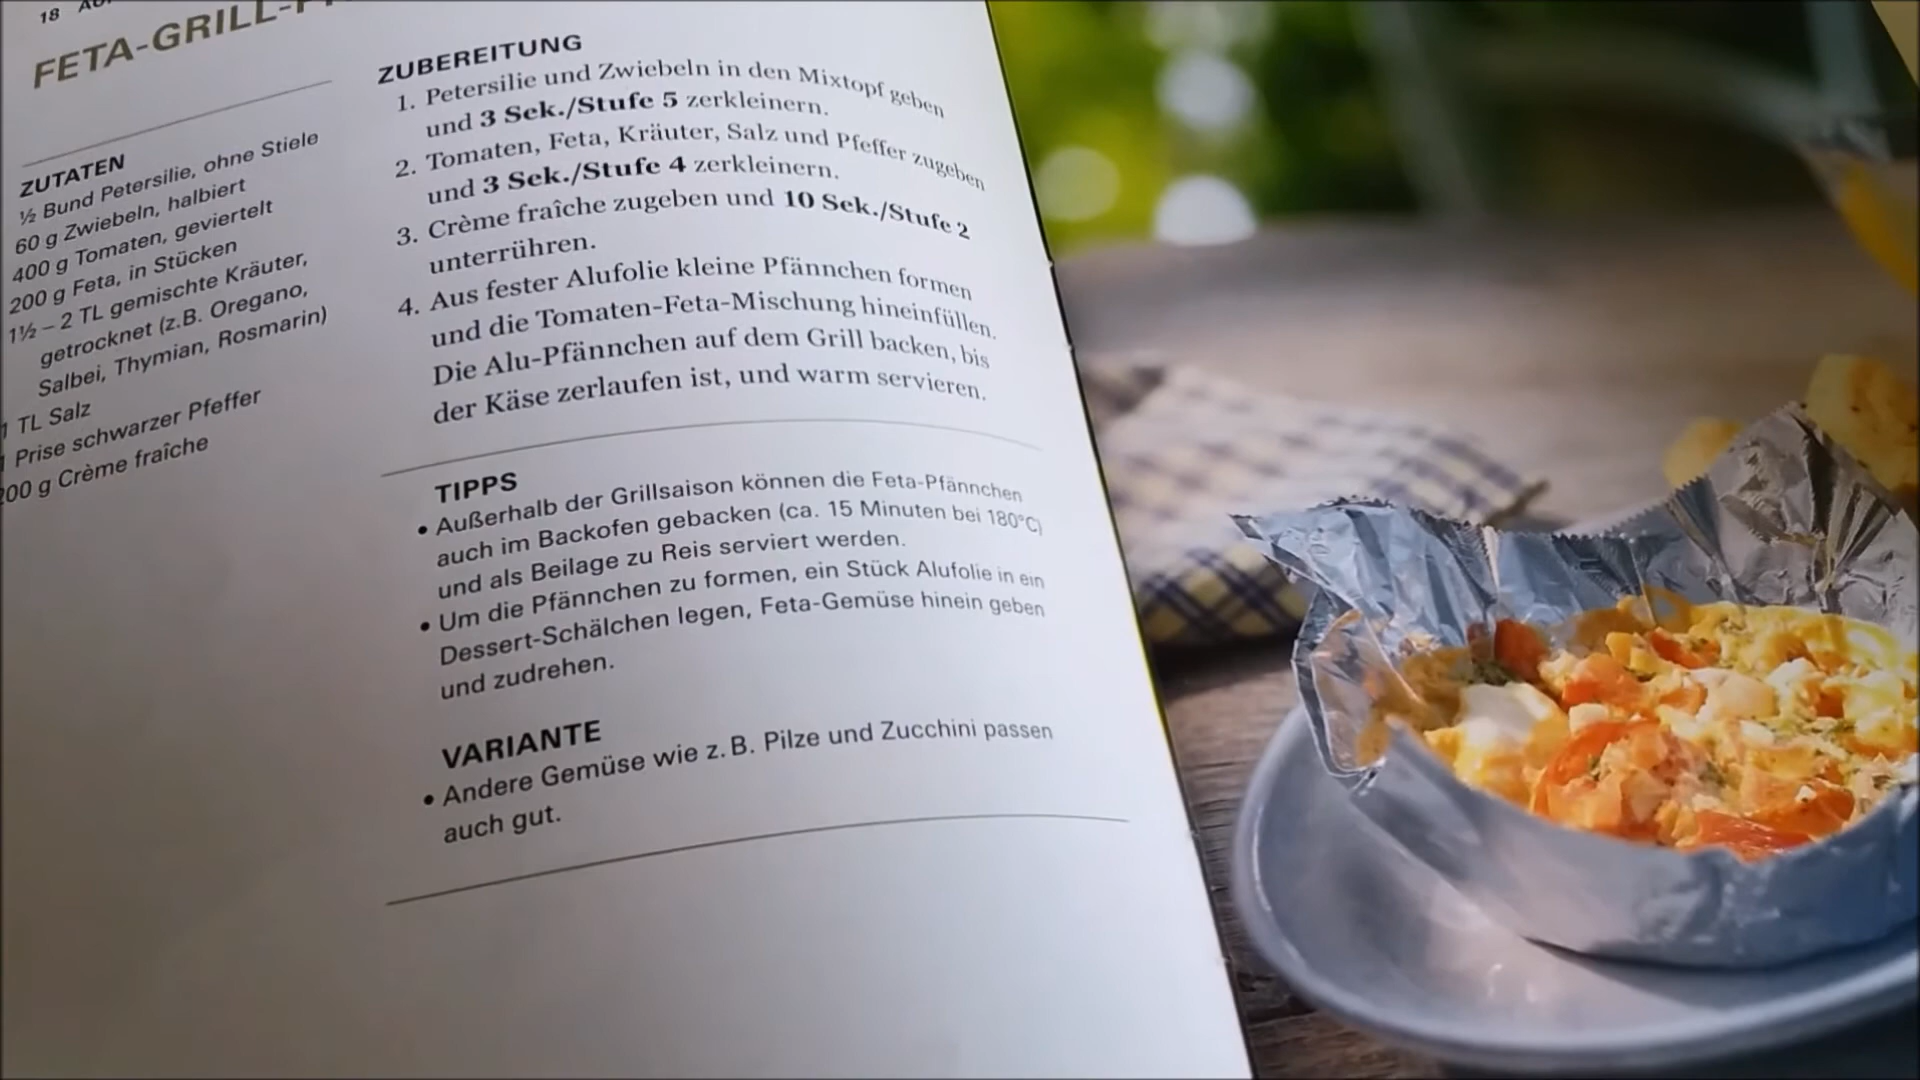 18
FETA-GRILL-
ZUTATEN
½ Bund Petersilie, ohne Stiele
60 g Zwiebeln, halbiert
400 g Tomaten, geviertelt
200 g Feta, in Stücken
1½ – 2 TL gemischte Kräuter,
getrocknet (z.B. Oregano,
Salbei, Thymian, Rosmarin)
1 TL Salz
1 Prise schwarzer Pfeffer
200 g Crème fraîche
ZUBEREITUNG
1. Petersilie und Zwiebeln in den Mixtopf geben
und 3 Sek./Stufe 5 zerkleinern.
2. Tomaten, Feta, Kräuter, Salz und Pfeffer zugeben
und 3 Sek./Stufe 4 zerkleinern.
3. Crème fraîche zugeben und 10 Sek./Stufe 2
unterrühren.
4. Aus fester Alufolie kleine Pfännchen formen
und die Tomaten-Feta-Mischung hineinfüllen.
Die Alu-Pfännchen auf dem Grill backen, bis
der Käse zerlaufen ist, und warm servieren.
TIPPS
• Außerhalb der Grillsaison können die Feta-Pfännchen
auch im Backofen gebacken (ca. 15 Minuten bei 180°C)
und als Beilage zu Reis serviert werden.
• Um die Pfännchen zu formen, ein Stück Alufolie in ein
Dessert-Schälchen legen, Feta-Gemüse hinein geben
und zudrehen.
VARIANTE
• Andere Gemüse wie z. B. Pilze und Zucchini passen
auch gut.